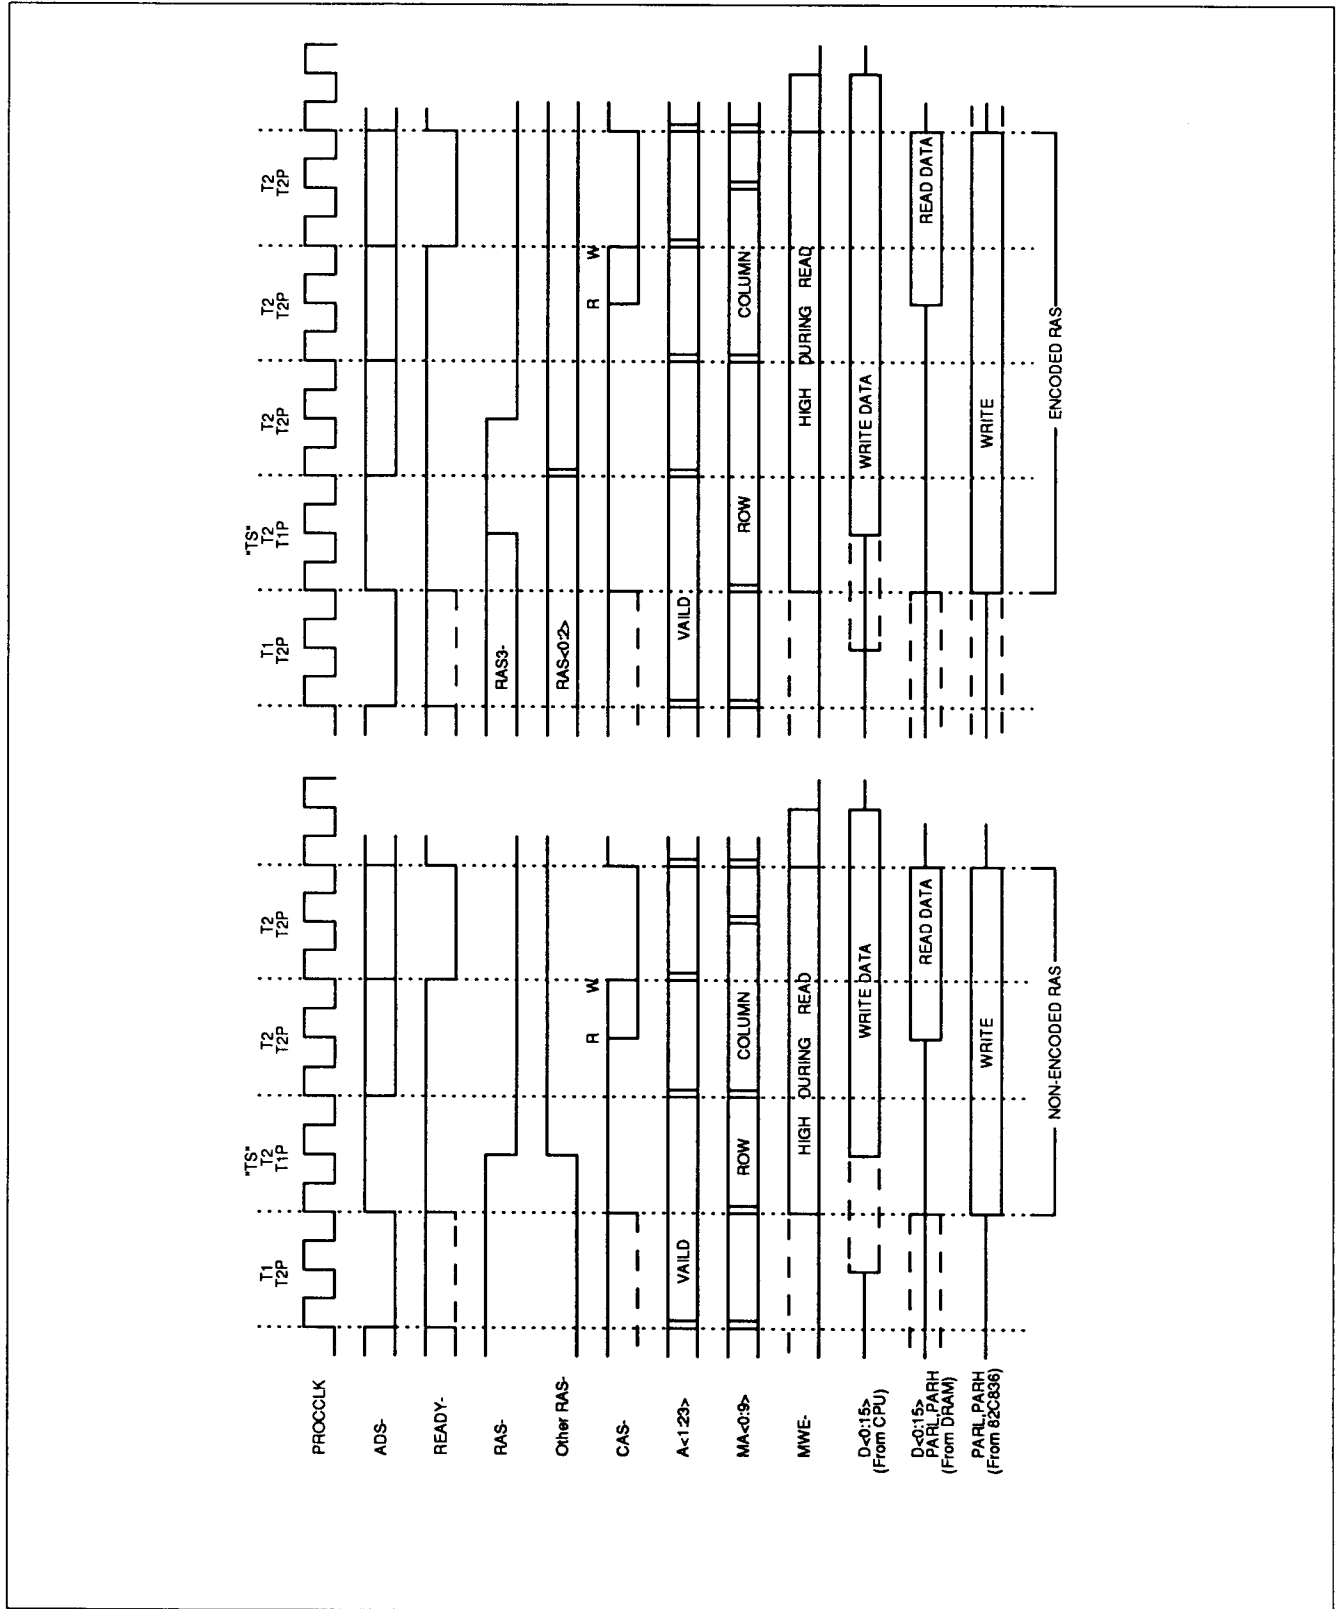 PROCCLK
ADS-
READY-
RAS-
Other RAS-
CAS-
A<1:23>
MA<0:9>
MWE-
D<0:15>
(From CPU)
D<0:15>
PARL,PARH
(From DRAM)
PARL,PARH
(From 82C836)
T1
T2P
"TS"
T2
T1P
T2
T2P
T2
T2P
R W
VAILD
ROW COLUMN
HIGH DURING READ
WRITE DATA
READ DATA
WRITE
NON-ENCODED RAS
T1
T2P
"TS"
T2
T1P
T2
T2P
T2
T2P
T2
T2P
RAS3-
RAS<0:2>
R W
VAILD
ROW COLUMN
HIGH DURING READ
WRITE DATA
READ DATA
WRITE
ENCODED RAS